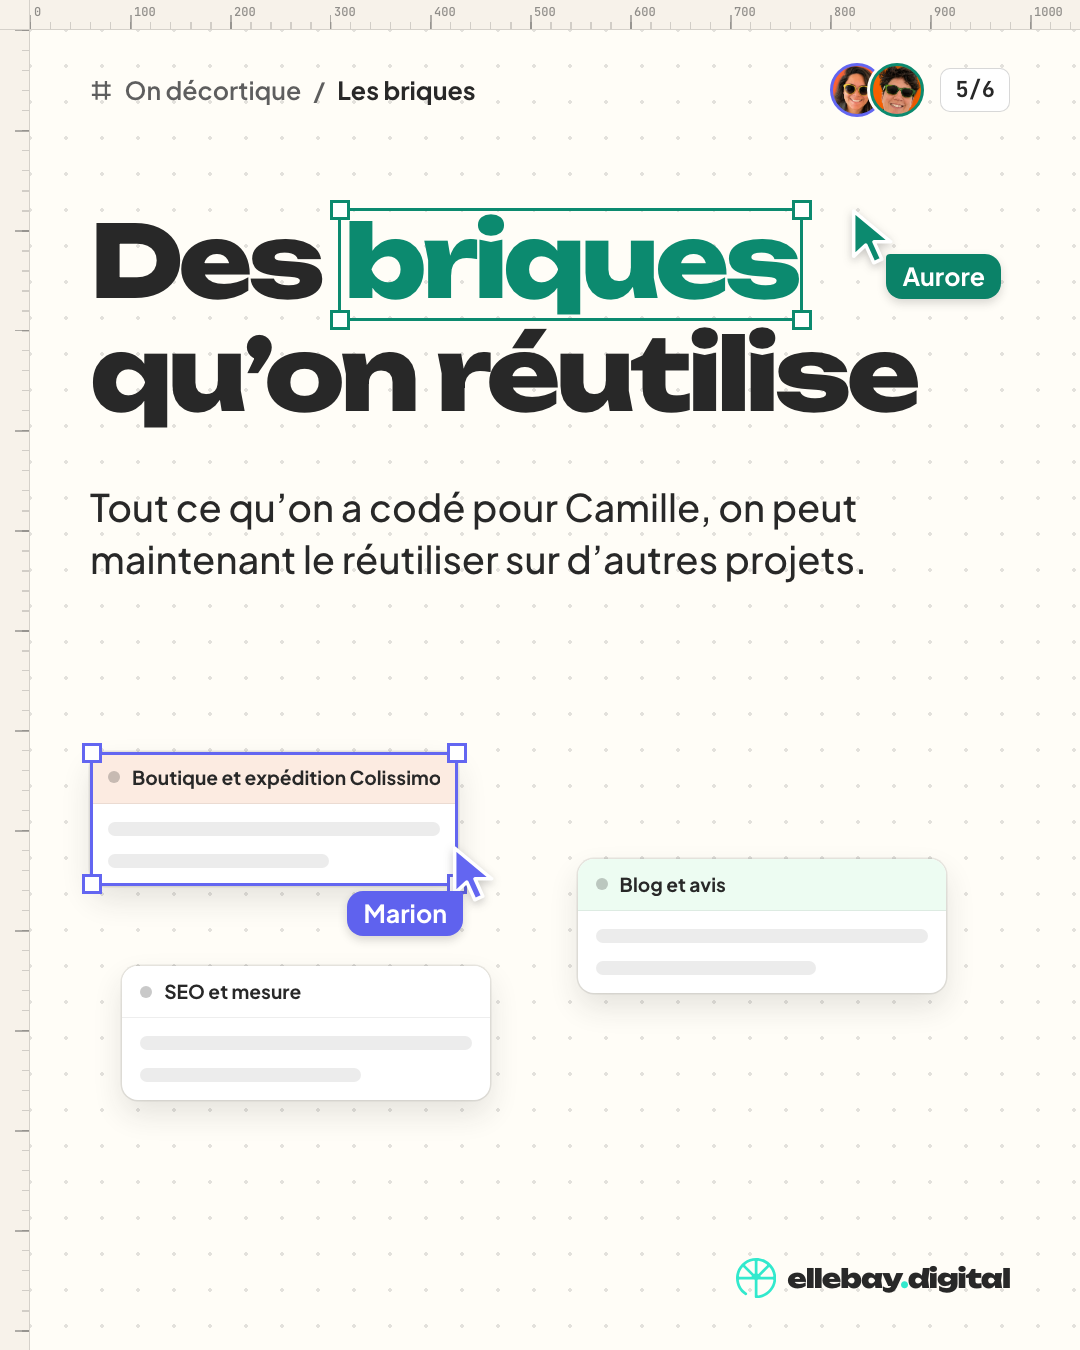 0 100 200 300 400 500 600 700 800 900 1000
On décortique / Les briques
5/6
Des briques
Aurore
qu’on réutilise
Tout ce qu’on a codé pour Camille, on peut
maintenant le réutiliser sur d’autres projets.
Boutique et expédition Colissimo
Marion
Blog et avis
SEO et mesure
ellebay.digital